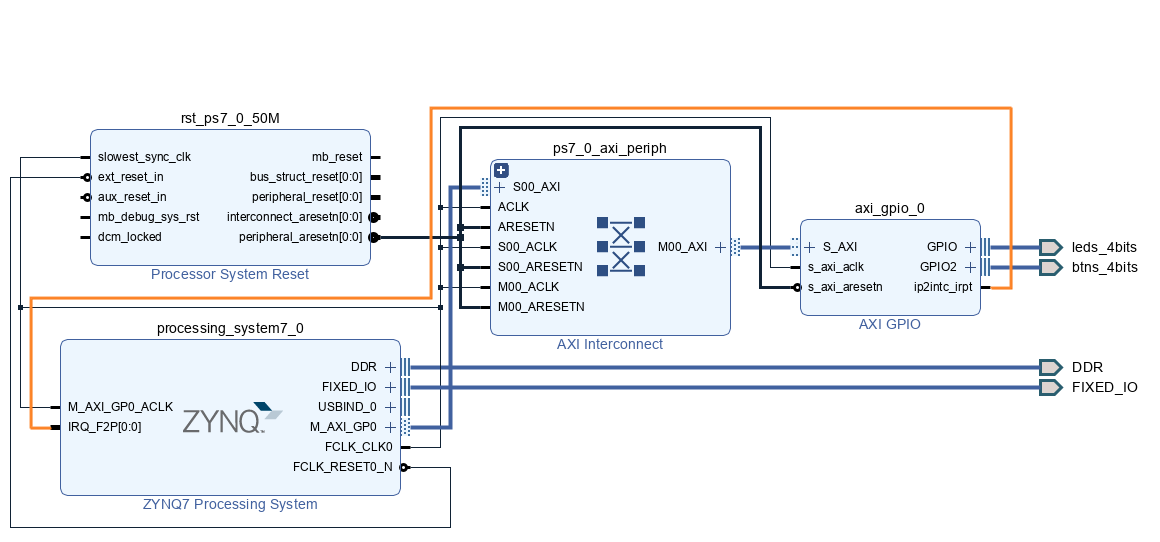 rst_ps7_0_50M
slowest_sync_clk
ext_reset_in
aux_reset_in
mb_debug_sys_rst
dcm_locked
mb_reset
bus_struct_reset[0:0]
peripheral_reset[0:0]
interconnect_aresetn[0:0]
peripheral_aresetn[0:0]
Processor System Reset
ps7_0_axi_periph
S00_AXI
ACLK
ARESETN
S00_ACLK
S00_ARESETN
M00_ACLK
M00_ARESETN
M00_AXI
AXI Interconnect
axi_gpio_0
S_AXI
s_axi_aclk
s_axi_aresetn
GPIO
GPIO2
ip2intc_irpt
AXI GPIO
leds_4bits
btns_4bits
processing_system7_0
M_AXI_GP0_ACLK
IRQ_F2P[0:0]
ZYNQ
DDR
FIXED_IO
USBIND_0
M_AXI_GP0
FCLK_CLK0
FCLK_RESET0_N
ZYNQ7 Processing System
DDR
FIXED_IO